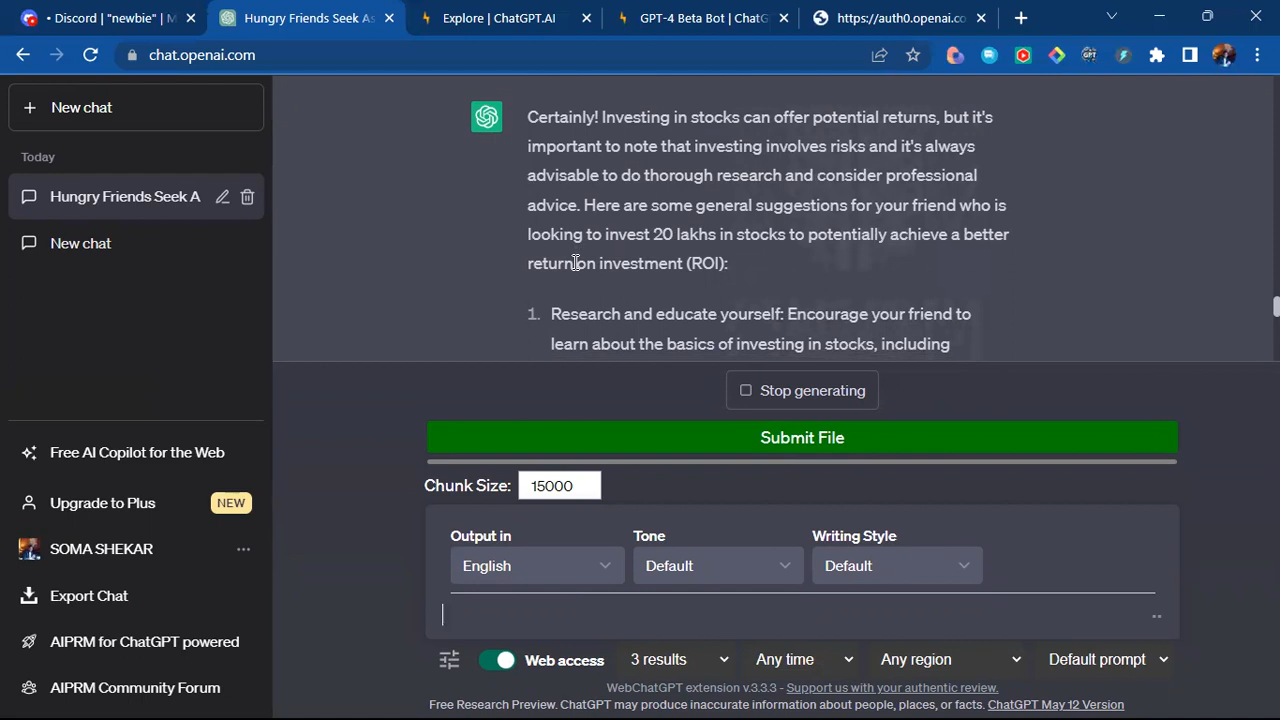 Discord | "newbie" | M
Hungry Friends Seek As
Explore | ChatGPT.AI
GPT-4 Beta Bot | ChatG
https://auth0.openai.co
chat.openai.com
New chat
Today
Hungry Friends Seek A
New chat
Free AI Copilot for the Web
Upgrade to Plus NEW
SOMA SHEKAR
Export Chat
AIPRM for ChatGPT powered
AIPRM Community Forum
Certainly! Investing in stocks can offer potential returns, but it's
important to note that investing involves risks and it's always
advisable to do thorough research and consider professional
advice. Here are some general suggestions for your friend who is
looking to invest 20 lakhs in stocks to potentially achieve a better
return on investment (ROI):
1. Research and educate yourself: Encourage your friend to
learn about the basics of investing in stocks, including
Stop generating
Submit File
Chunk Size: 15000
Output in
English
Tone
Default
Writing Style
Default
Web access 3 results Any time Any region Default prompt
WebChatGPT extension v.3.3.3 - Support us with your authentic review.
Free Research Preview. ChatGPT may produce inaccurate information about people, places, or facts. ChatGPT May 12 Version